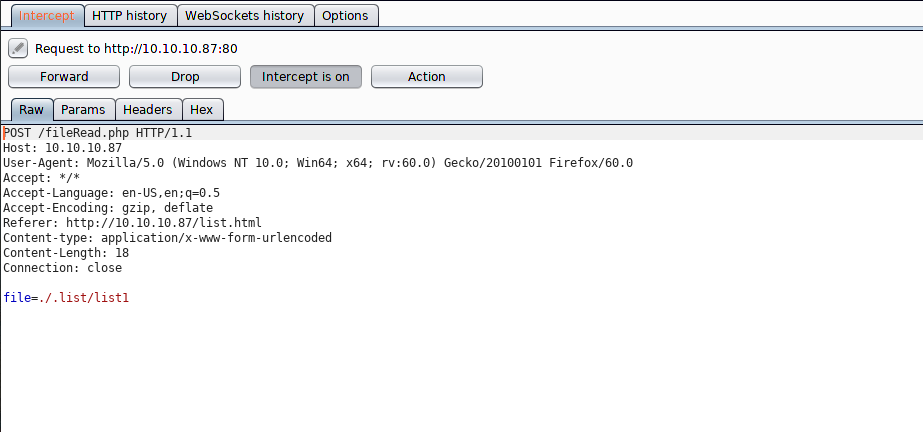 Intercept HTTP history WebSockets history Options
Request to http://10.10.10.87:80
Forward Drop Intercept is on Action
Raw Params Headers Hex
POST /fileRead.php HTTP/1.1
Host: 10.10.10.87
User-Agent: Mozilla/5.0 (Windows NT 10.0; Win64; x64; rv:60.0) Gecko/20100101 Firefox/60.0
Accept: */*
Accept-Language: en-US,en;q=0.5
Accept-Encoding: gzip, deflate
Referer: http://10.10.10.87/list.html
Content-type: application/x-www-form-urlencoded
Content-Length: 18
Connection: close
file=./.list/list1